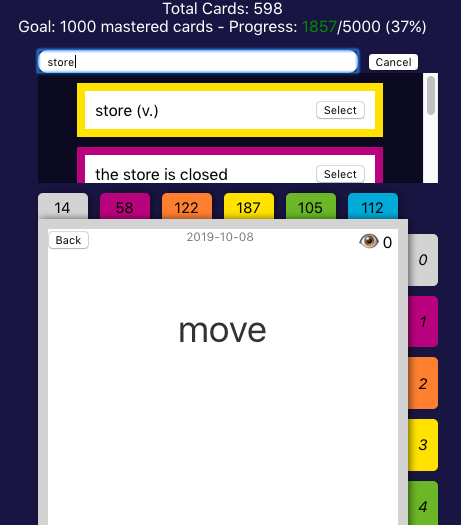 Total Cards: 598
Goal: 1000 mastered cards - Progress: 1857/5000 (37%)
store Cancel
store (v.) Select
the store is closed Select
14 58 122 187 105 112
Back 2019-10-08 0
move
0
1
2
3
4